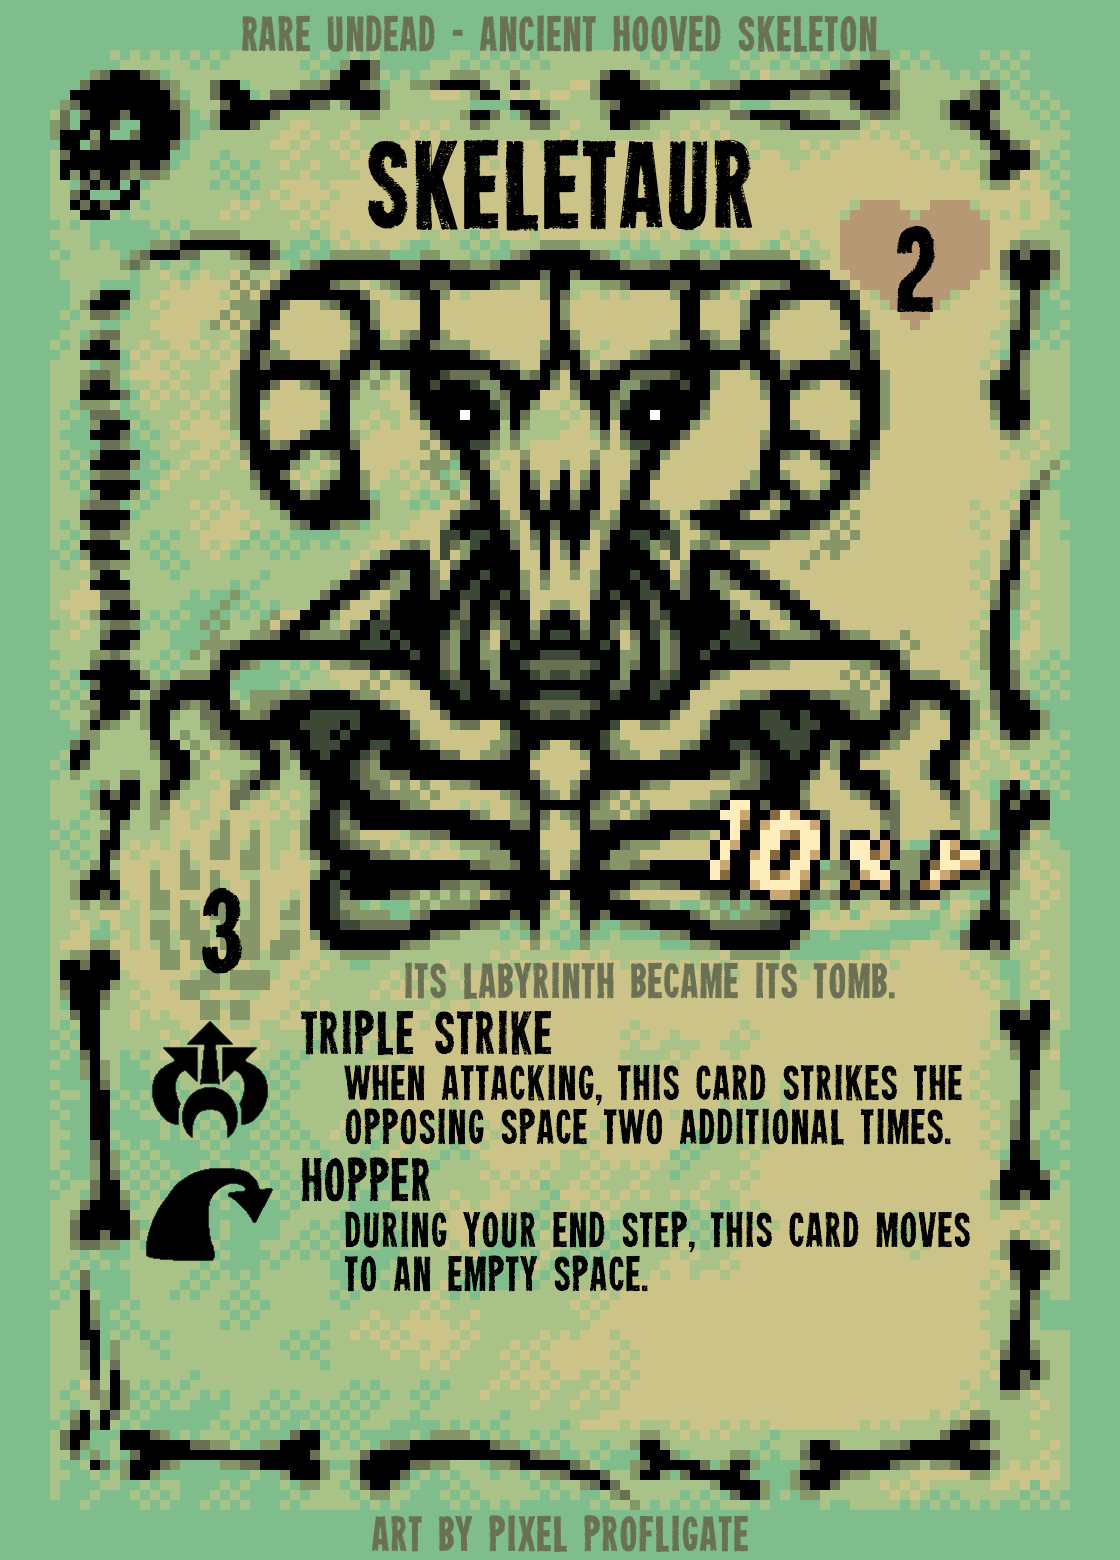 RARE UNDEAD - ANCIENT HOOVED SKELETON
SKELETAUR
2
10 x
3
ITS LABYRINTH BECAME ITS TOMB.
TRIPLE STRIKE
WHEN ATTACKING, THIS CARD STRIKES THE
OPPOSING SPACE TWO ADDITIONAL TIMES.
HOPPER
DURING YOUR END STEP, THIS CARD MOVES
TO AN EMPTY SPACE.
ART BY PIXEL PROFLIGATE